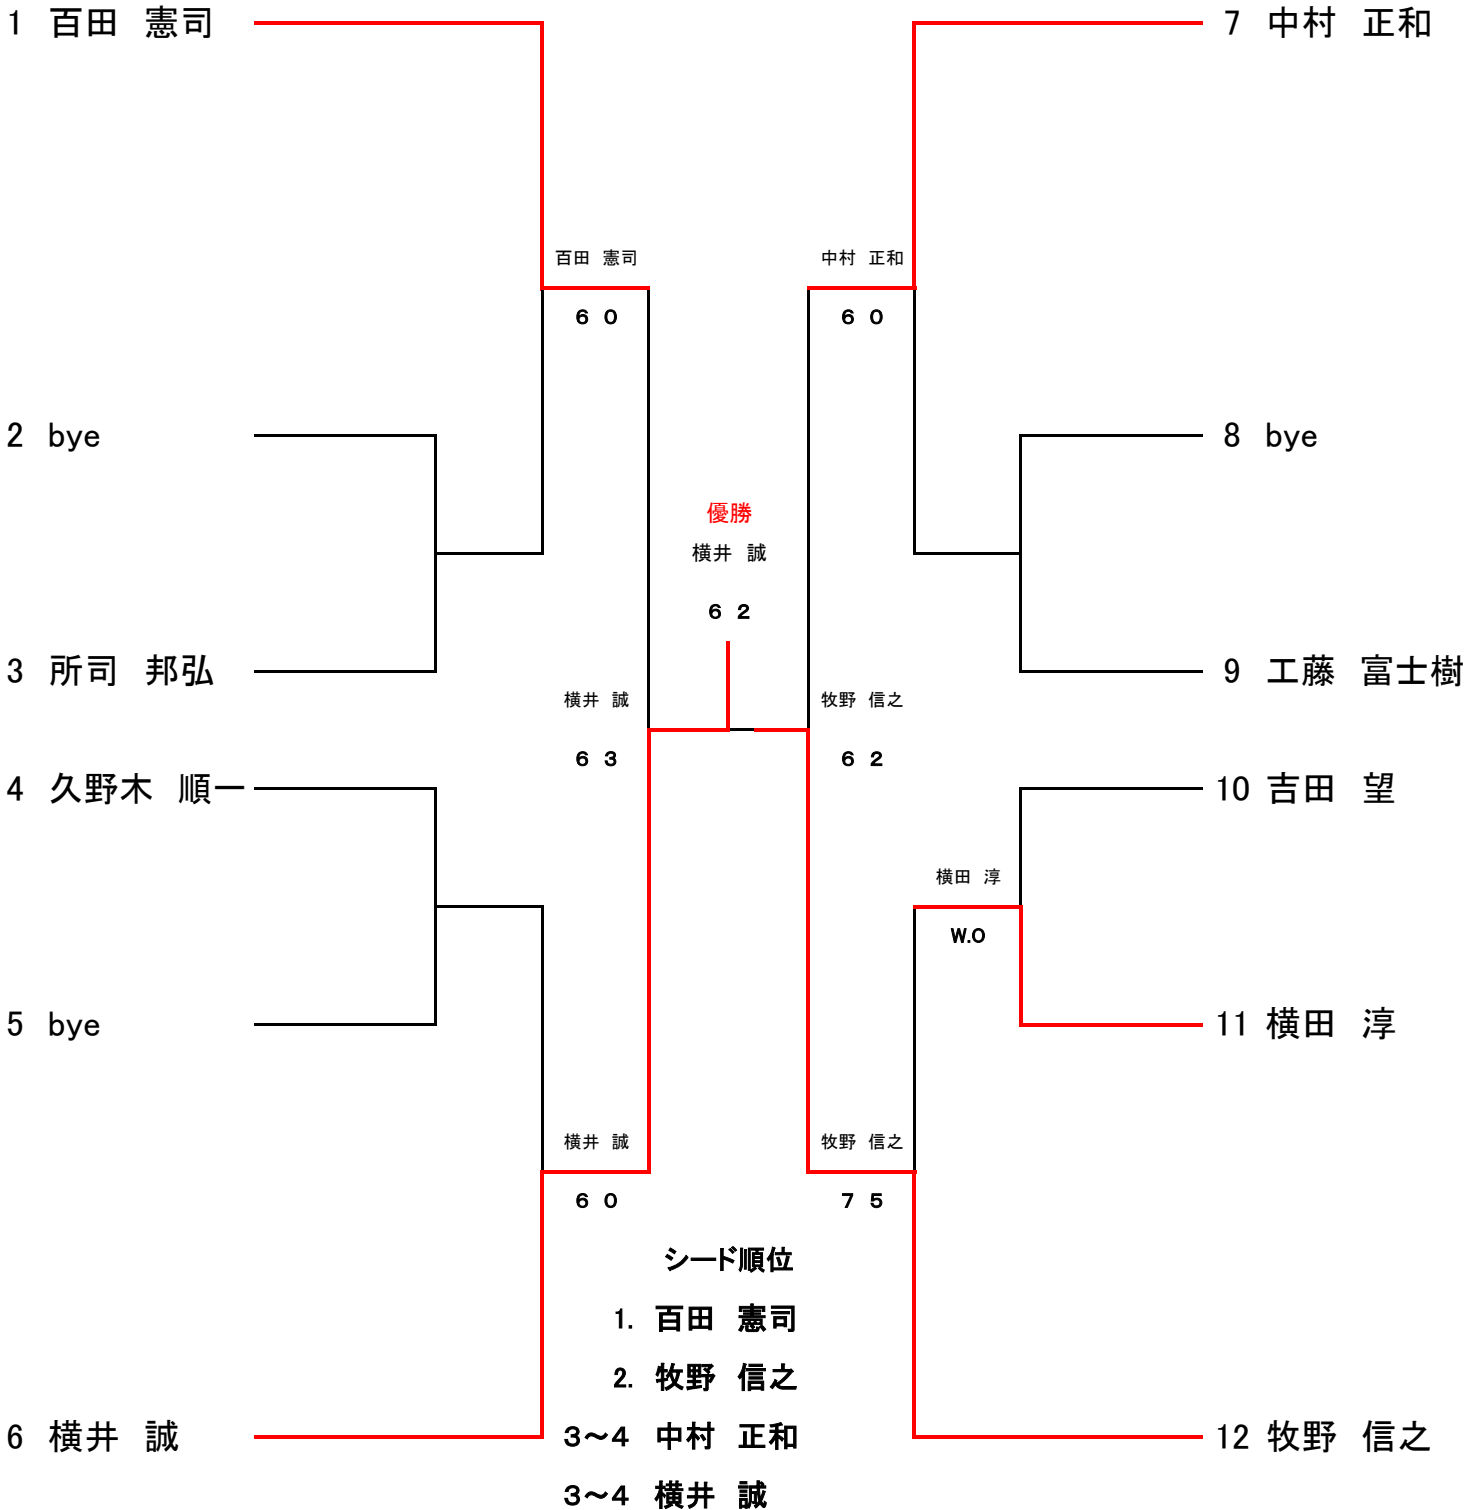 1 百田 憲司
7 中村 正和
百田 憲司
中村 正和
6 0
6 0
2 bye
8 bye
優勝
横井 誠
6 2
3 所司 邦弘
9 工藤 富士樹
横井 誠
牧野 信之
6 3
6 2
4 久野木 順一
10 吉田 望
横田 淳
W.O
5 bye
11 横田 淳
横井 誠
牧野 信之
6 0
7 5
シード順位
1. 百田 憲司
2. 牧野 信之
6 横井 誠
3～4 中村 正和
12 牧野 信之
3～4 横井 誠